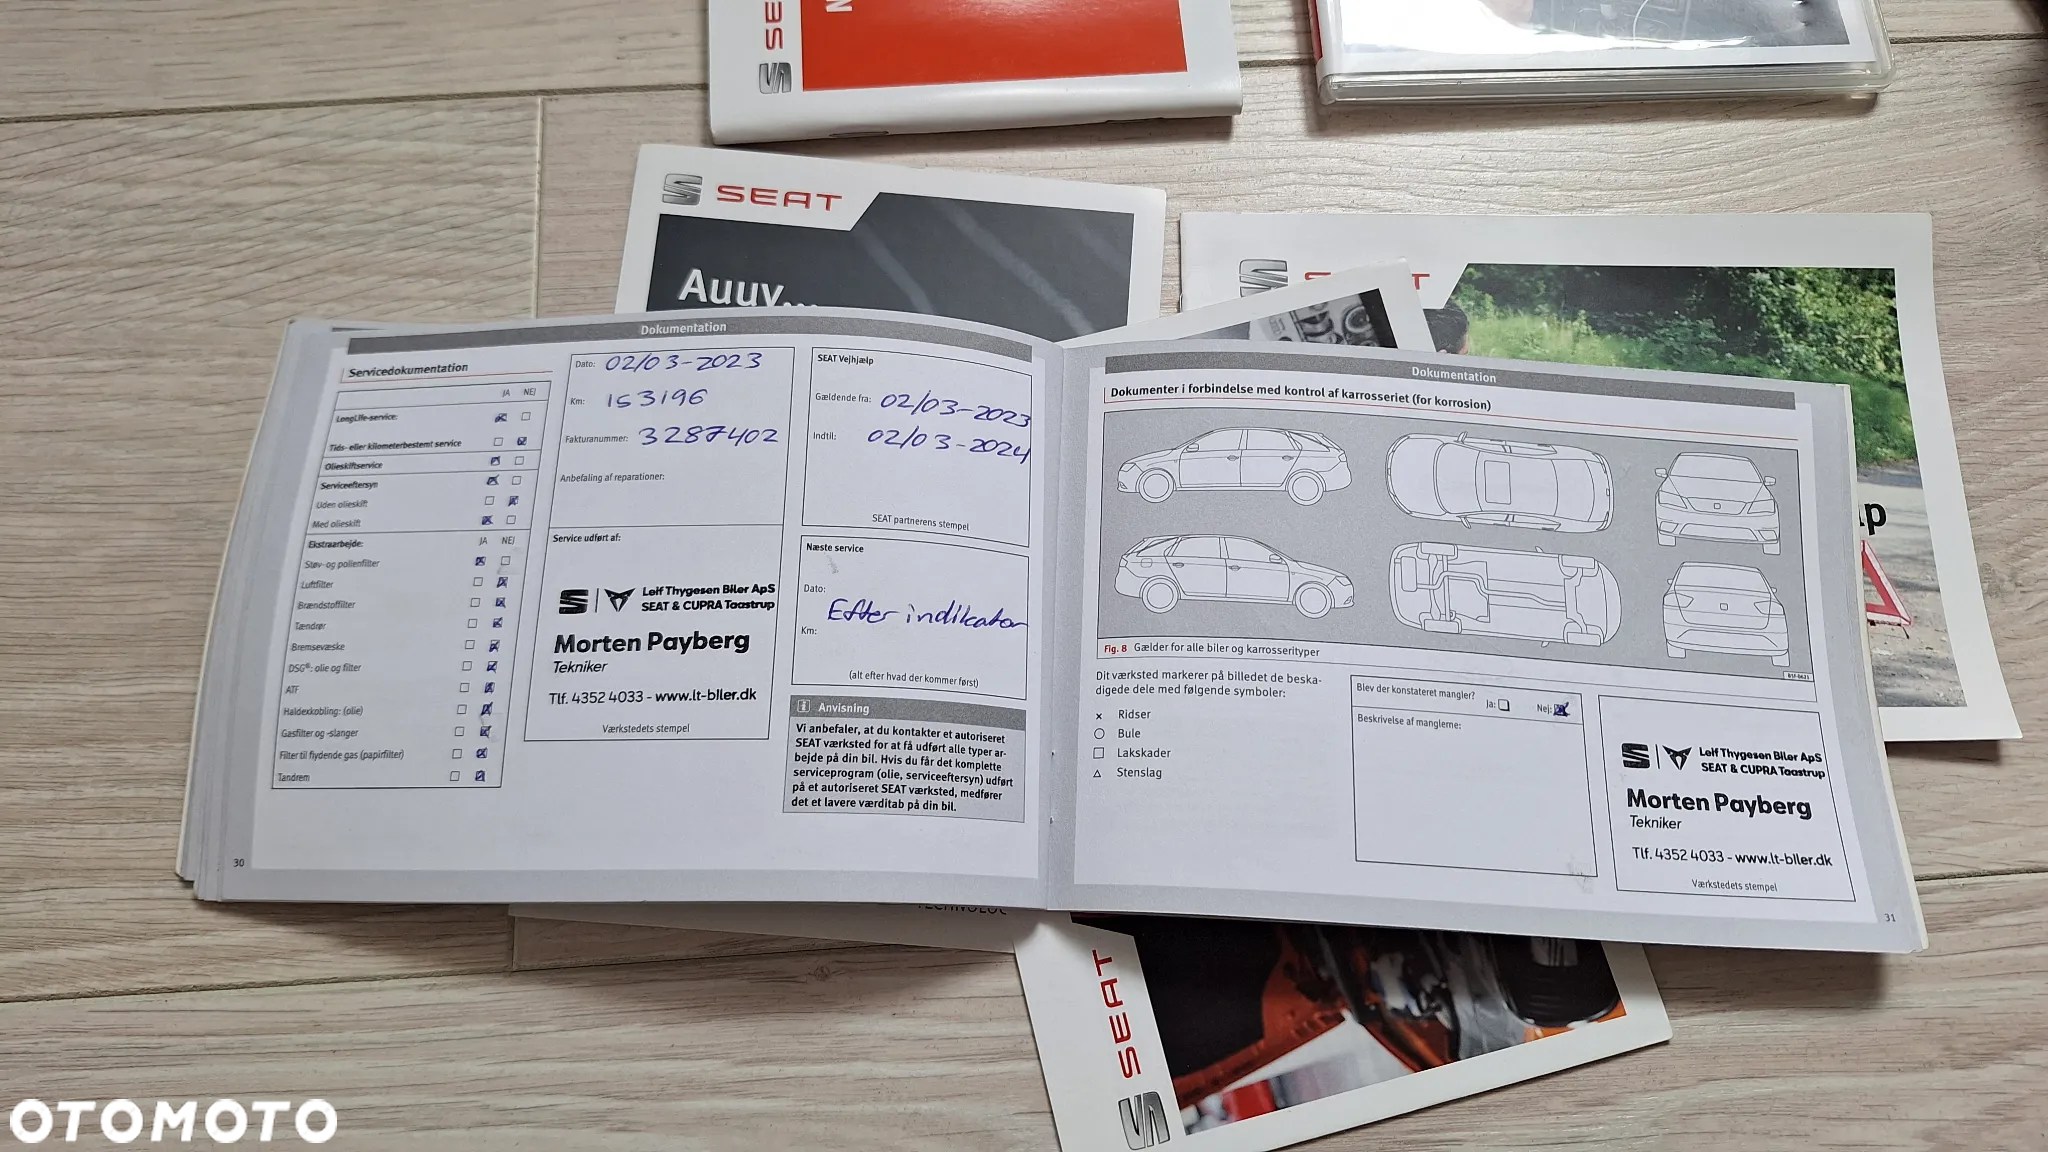 SEAT
SEAT
Auuv...
SEAT
Dokumentation
Servicedokumentation
JA NEJ
LongLife-service:
Tids- eller kilometerbestemt service
Olieskiftservice
Serviceeftersyn
Uden olieskift
Med olieskift
Ekstraarbejde: JA NEJ
Støv- og pollenfilter
Luftfilter
Brændstoffilter
Tændrør
Bremsevæske
DSG®: olie og filter
ATF
Haldexkobling: (olie)
Gasfilter og -slanger
Filter til flydende gas (papirfilter)
Tandrem
30
Dato: 02/03-2023
Km: 153196
Fakturanummer: 3287402
Anbefaling af reparationer:
Service udført af:
Leif Thygesen Biler ApS
SEAT & CUPRA Taastrup
Morten Payberg
Tekniker
Tlf. 4352 4033 - www.lt-biler.dk
Værkstedets stempel
SEAT Vejhjælp
Gældende fra: 02/03-2023
Indtil: 02/03-2024
SEAT partnerens stempel
Næste service
Dato:
Efter indikator
Km:
(alt efter hvad der kommer først)
i Anvisning
Vi anbefaler, at du kontakter et autoriseret
SEAT værksted for at få udført alle typer ar-
bejde på din bil. Hvis du får det komplette
serviceprogram (olie, serviceeftersyn) udført
på et autoriseret SEAT værksted, medfører
det et lavere værditab på din bil.
Dokumentation
Dokumenter i forbindelse med kontrol af karrosseriet (for korrosion)
Fig. 8 Gælder for alle biler og karrosserityper
Dit værksted markerer på billedet de beska-
digede dele med følgende symboler:
x Ridser
Bule
Lakskader
Stenslag
Blev der konstateret mangler?
Ja: Nej:
Beskrivelse af manglerne:
Leif Thygesen Biler ApS
SEAT & CUPRA Taastrup
Morten Payberg
Tekniker
Tlf. 4352 4033 - www.lt-biler.dk
Værkstedets stempel
31
SEAT
OTOMOTO